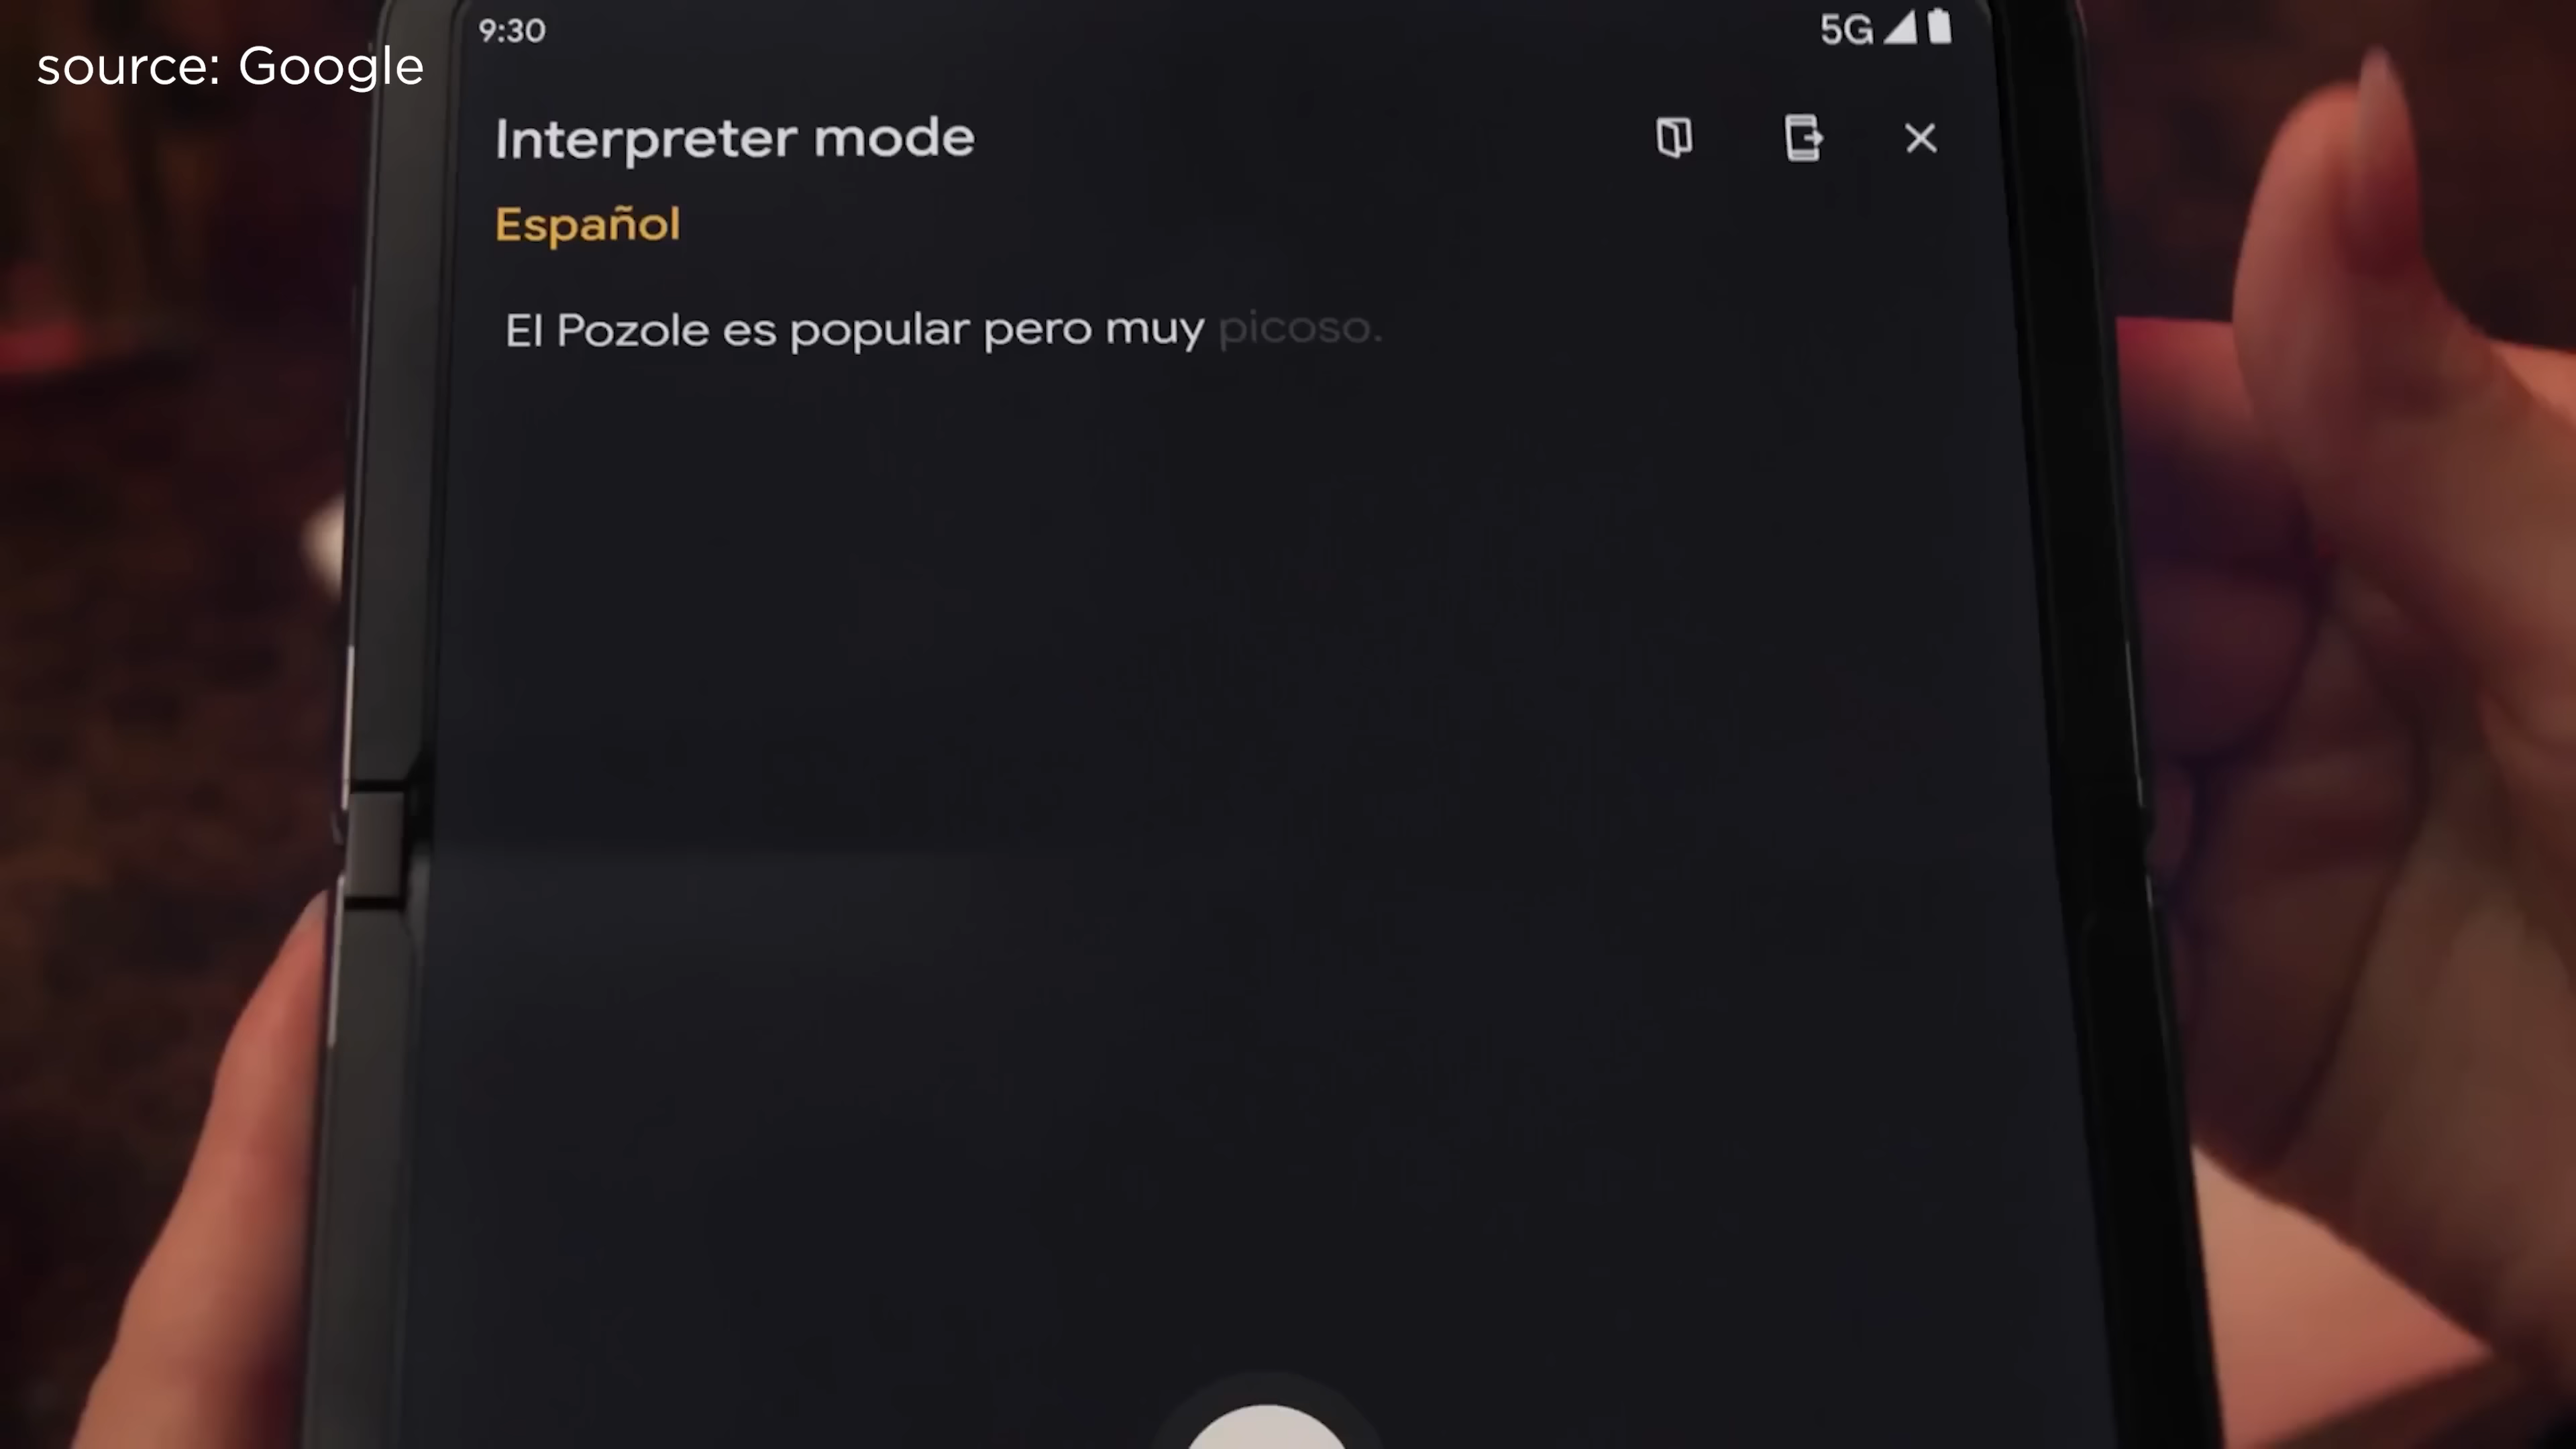 source: Google
9:30
5G
Interpreter mode
Español
El Pozole es popular pero muy picoso.